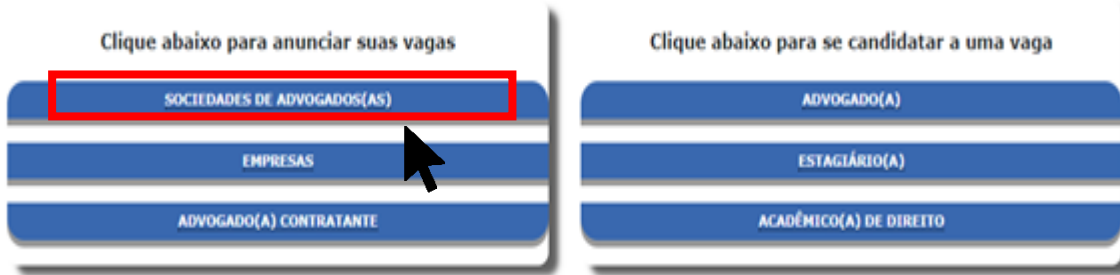 Clique abaixo para anunciar suas vagas
SOCIEDADES DE ADVOGADOS(AS)
EMPRESAS
ADVOGADO(A) CONTRATANTE
Clique abaixo para se candidatar a uma vaga
ADVOGADO(A)
ESTAGIÁRIO(A)
ACADÊMICO(A) DE DIREITO